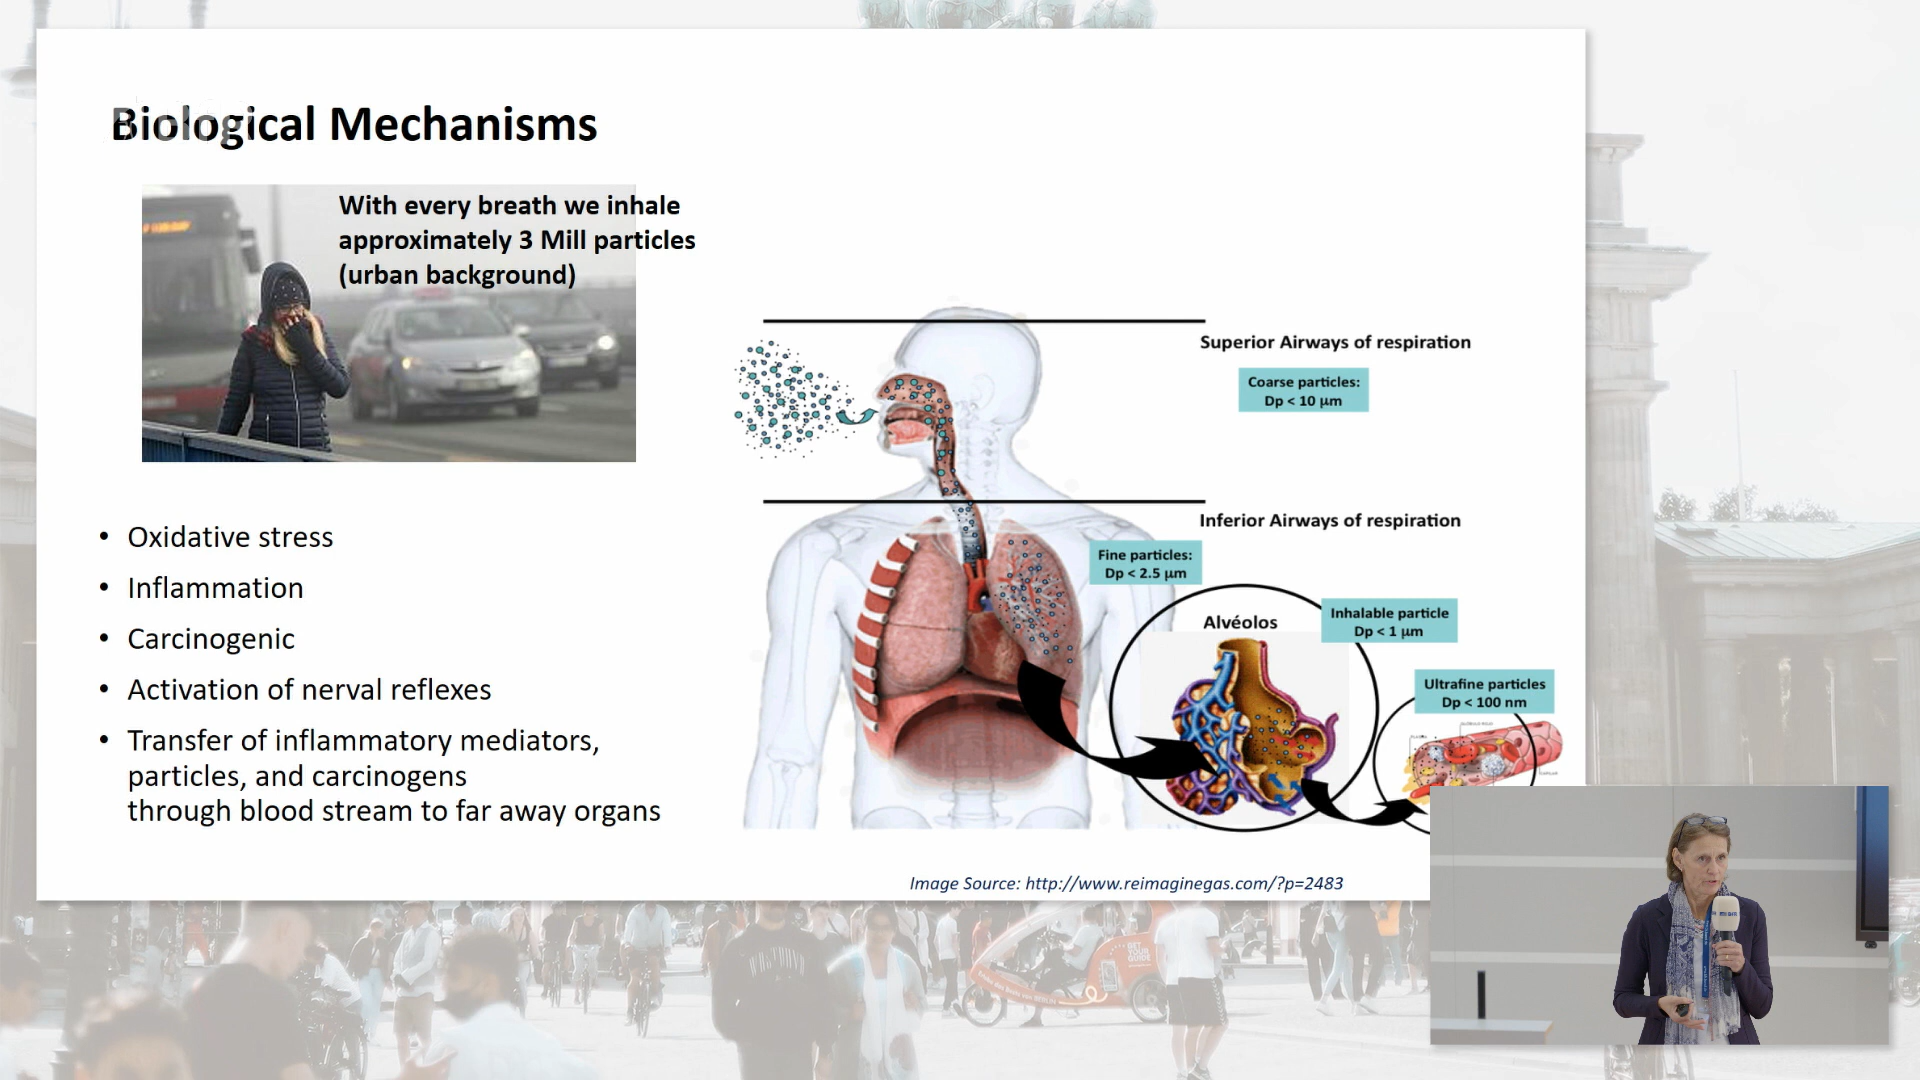 Biological Mechanisms
With every breath we inhale
approximately 3 Mill particles
(urban background)
• Oxidative stress
• Inflammation
• Carcinogenic
• Activation of nerval reflexes
• Transfer of inflammatory mediators,
particles, and carcinogens
through blood stream to far away organs
Superior Airways of respiration
Coarse particles:
Dp < 10 µm
Inferior Airways of respiration
Fine particles:
Dp < 2.5 µm
Alvéolos
Inhalable particle
Dp < 1 µm
Ultrafine particles
Dp < 100 nm
Image Source: http://www.reimaginegas.com/?p=2483
GET
YOUR
GUIDE